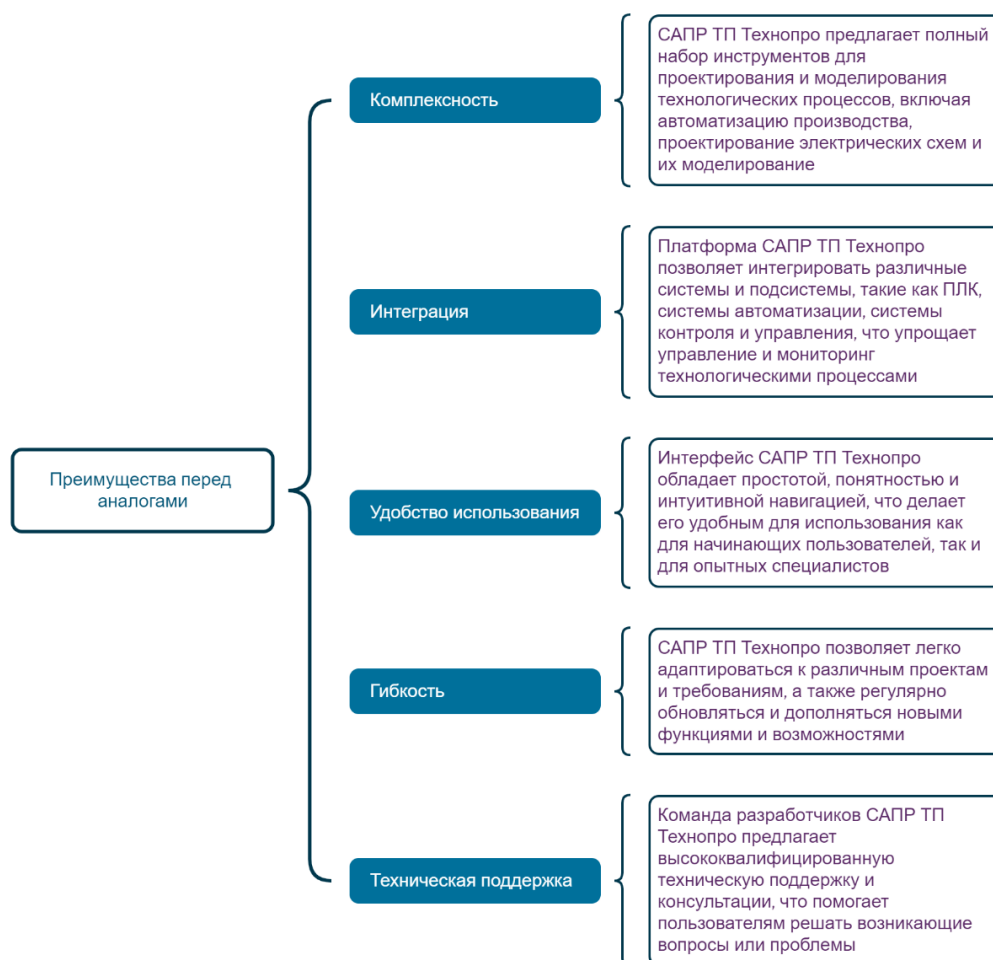 Преимущества перед
аналогами
Комплексность
САПР ТП Технопро предлагает полный
набор инструментов для
проектирования и моделирования
технологических процессов, включая
автоматизацию производства,
проектирование электрических схем и
их моделирование
Интеграция
Платформа САПР ТП Технопро
позволяет интегрировать различные
системы и подсистемы, такие как ПЛК,
системы автоматизации, системы
контроля и управления, что упрощает
управление и мониторинг
технологическими процессами
Удобство использования
Интерфейс САПР ТП Технопро
обладает простотой, понятностью и
интуитивной навигацией, что делает
его удобным для использования как
для начинающих пользователей, так и
для опытных специалистов
Гибкость
САПР ТП Технопро позволяет легко
адаптироваться к различным проектам
и требованиям, а также регулярно
обновляться и дополняться новыми
функциями и возможностями
Техническая поддержка
Команда разработчиков САПР ТП
Технопро предлагает
высококвалифицированную
техническую поддержку и
консультации, что помогает
пользователям решать возникающие
вопросы или проблемы